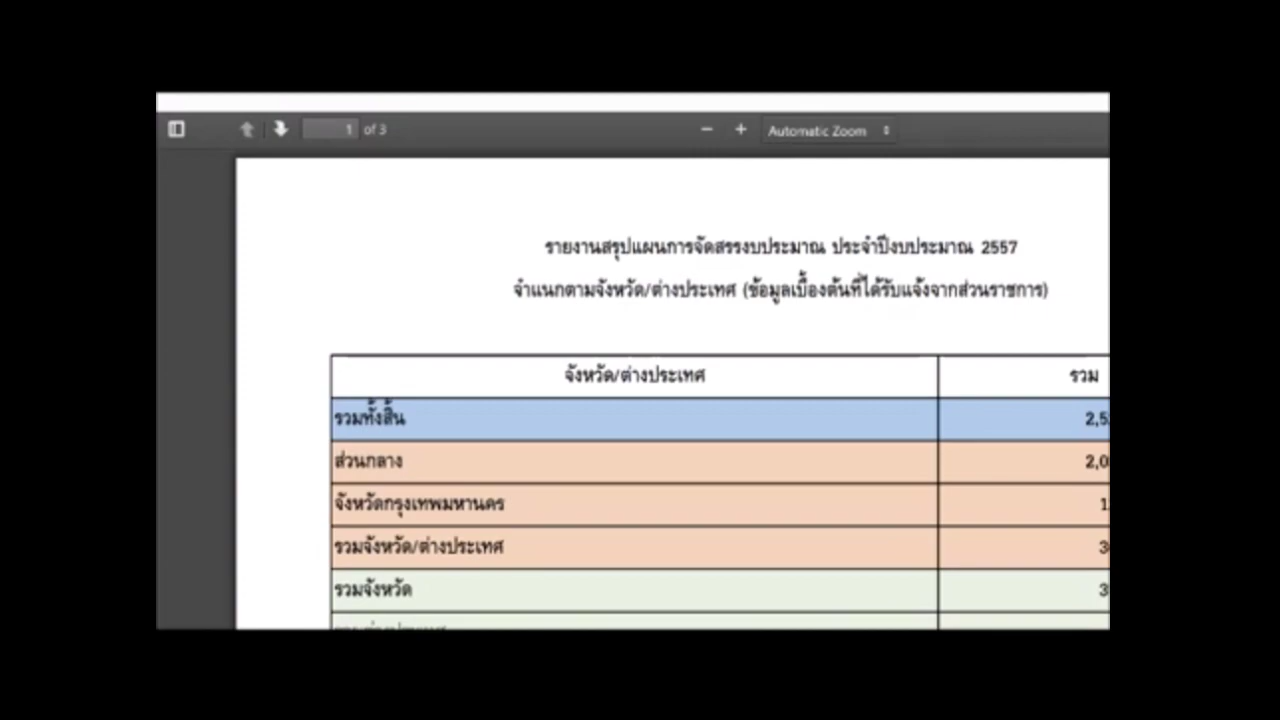 1 of 3 Automatic Zoom
รายงานสรุปแผนการจัดสรรงบประมาณ ประจำปีงบประมาณ 2557
จำแนกตามจังหวัด/ต่างประเทศ (ข้อมูลเบื้องต้นที่ได้รับแจ้งจากส่วนราชการ)
จังหวัด/ต่างประเทศ รวม
รวมทั้งสิ้น
ส่วนกลาง
จังหวัดกรุงเทพมหานคร
รวมจังหวัด/ต่างประเทศ
รวมจังหวัด